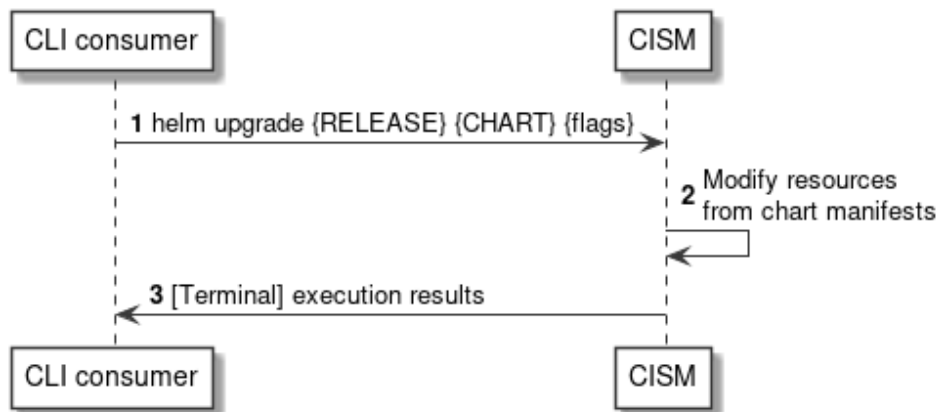 CLI consumer
CISM
1 helm upgrade {RELEASE} {CHART} {flags}
2 Modify resources
from chart manifests
3 [Terminal] execution results
CLI consumer
CISM